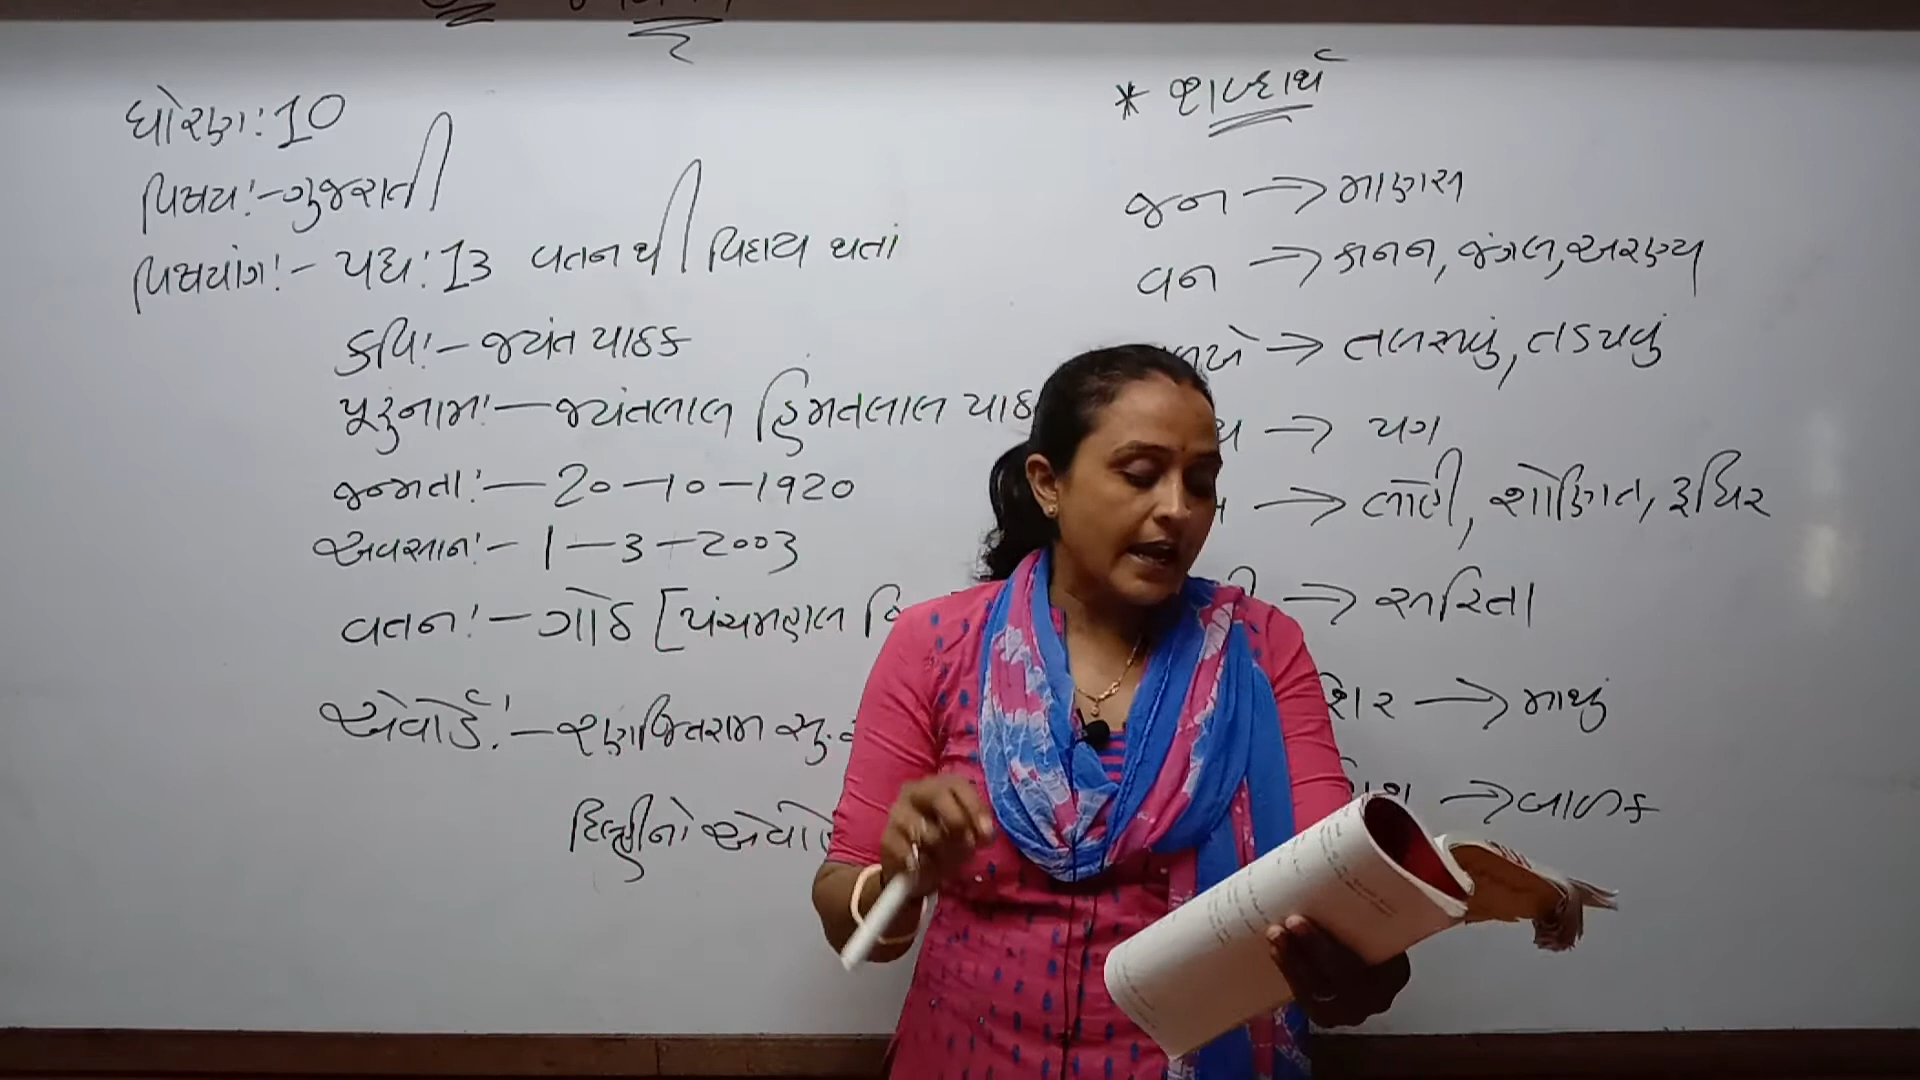 ધોરણ:10
વિષય:-ગુજરાતી
વિષયાંગ:- પદ્ય:13 વતનથી વિદાય થતાં
કવિ:- જયંત પાઠક
પૂરુંનામ:- જયંતલાલ હિંમતલાલ પાઠ
જન્મતા:- 20-10-1920
અવસાન:- 1-3-2003
વતન:- ગોઠ [પંચમહાલ
એવોર્ડ:- રણજિતરામ સુ.
દિલ્હીનો
* શબ્દાર્થ
જન → માણસ
વન → કાનન, જંગલ, અરણ્ય
→ તલસવું, તડપવું
→ પગ
→ લોહી, શોણિત, રૂધિર
→ સરિતા
શિર → માથું
→ બાળક